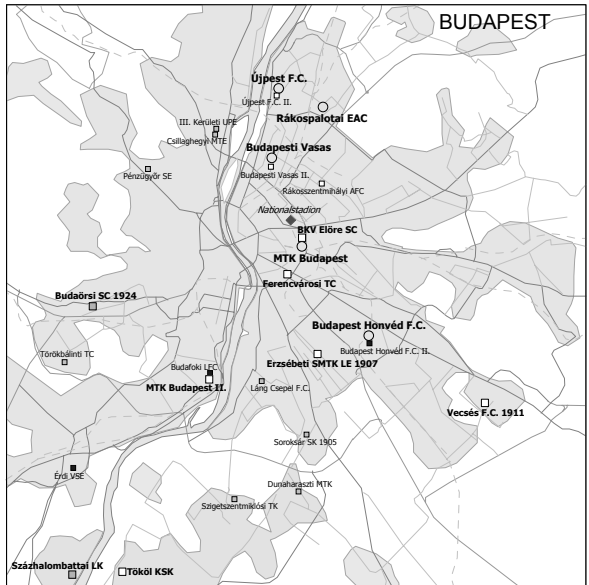 BUDAPEST
Újpest F.C.
Újpest F.C. II.
Rákospalotai EAC
III. Kerületi UPE
Csillaghegyi MTE
Budapesti Vasas
Pénzügyőr SE
Budapesti Vasas II.
Rákosszentmihályi AFC
Nationalstadion
BKV Előre SC
MTK Budapest
Ferencvárosi TC
Budaörsi SC 1924
Budapest Honvéd F.C.
Budapest Honvéd F.C. II.
Törökbálinti TC
Erzsébeti SMTK LE 1907
Budafoki LFC
MTK Budapest II.
Láng Csepel F.C.
Vecsés F.C. 1911
Soroksár SK 1905
Érdi VSE
Dunaharaszti MTK
Szigetszentmiklósi TK
Százhalombattai LK
Tököl KSK